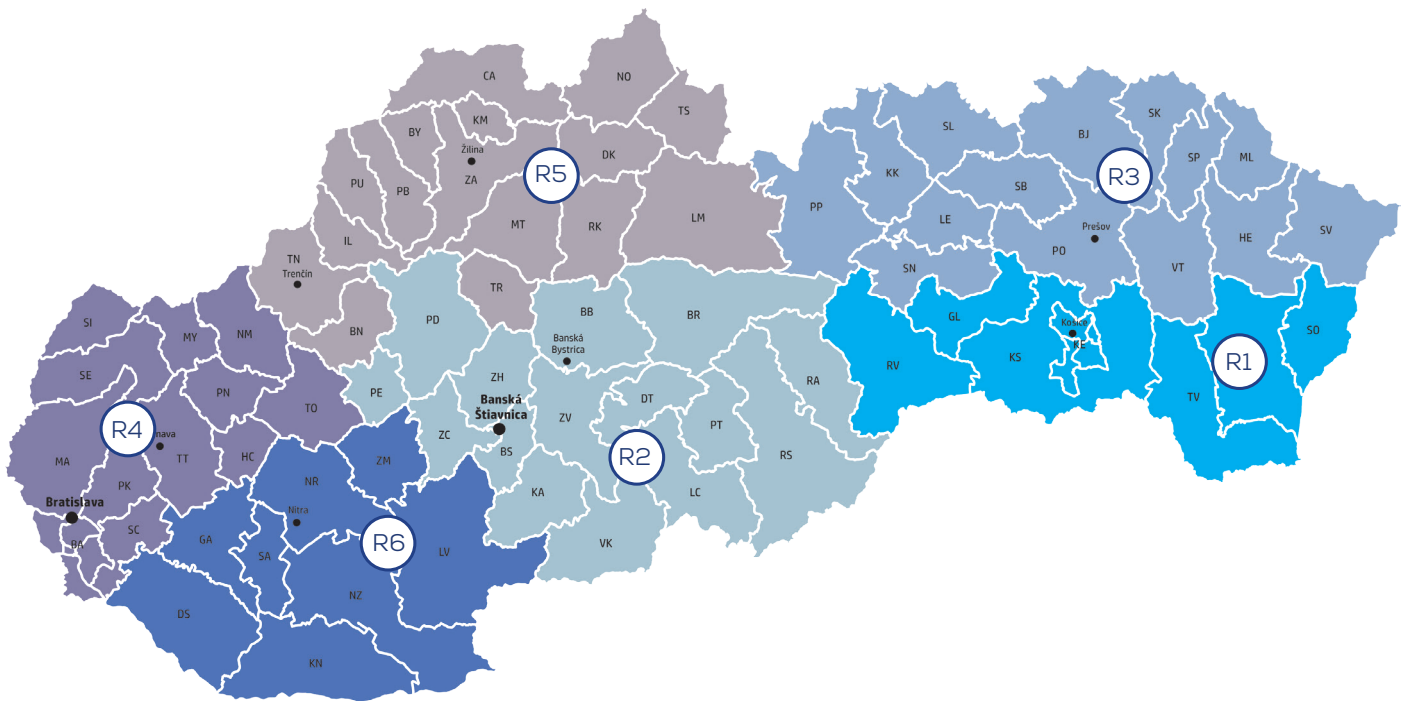 CA
NO
TS
KM
BY
Žilina
ZA
DK
R5
PU
PB
MT
RK
LM
IL
TN
Trenčín
TR
BN
SL
BJ
SK
SP
ML
KK
R3
SB
PP
LE
Prešov
PO
HE
SV
SN
VT
SI
MY
NM
SE
PN
TO
R4
nava
TT
HC
MA
PK
Bratislava
SC
BA
PD
BB
BR
Banská
Bystrica
ZH
PE
DT
RA
Banská
Štiavnica
ZV
PT
ZC
BS
R2
RS
KA
LC
VK
GL
Košice
KE
KS
RV
SO
R1
TV
ZM
NR
Nitra
GA
SA
R6
LV
NZ
DS
KN